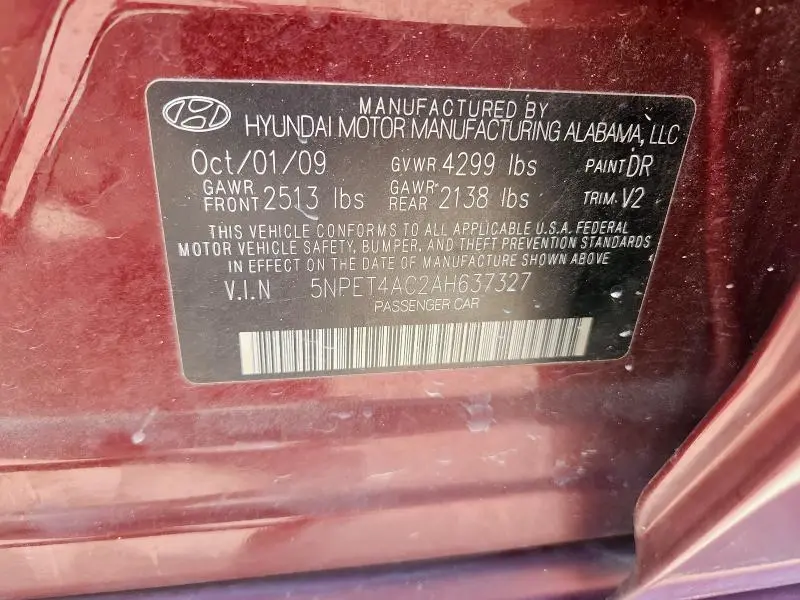 MANUFACTURED BY
HYUNDAI MOTOR MANUFACTURING ALABAMA, LLC
Oct/01/09 GVWR 4299 lbs PAINT DR
GAWR FRONT 2513 lbs GAWR REAR 2138 lbs TRIM V2
THIS VEHICLE CONFORMS TO ALL APPLICABLE U.S.A. FEDERAL
MOTOR VEHICLE SAFETY, BUMPER, AND THEFT PREVENTION STANDARDS
IN EFFECT ON THE DATE OF MANUFACTURE SHOWN ABOVE
V.I.N 5NPET4AC2AH637327
PASSENGER CAR